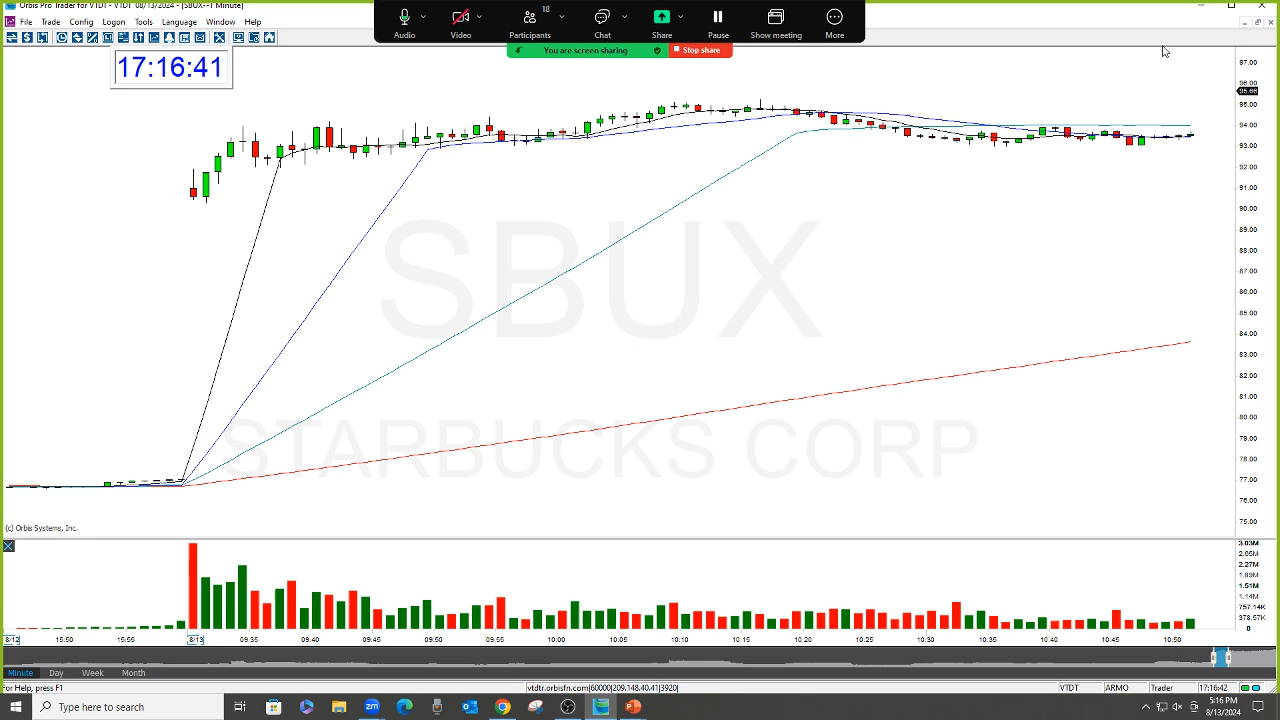 Orbis Pro Trader for VTDT - VTDT 08/13/2024 - [SBUX--1 Minute]
File Trade Config Logon Tools Language Window Help
18
Audio Video Participants Chat Share Pause Show meeting More
You are screen sharing Stop share
17:16:41
97.00
96.00
95.66
95.00
94.00
93.00
92.00
91.00
90.00
89.00
88.00
87.00
86.00
85.00
84.00
83.00
82.00
81.00
80.00
79.00
78.00
77.00
76.00
75.00
SBUX
STARBUCKS CORP
(c) Orbis Systems, Inc.
3.03M
2.65M
2.27M
1.89M
1.51M
1.14M
757.14K
378.57K
0
8/12 15:50 15:55 8/13 09:35 09:40 09:45 09:50 09:55 10:00 10:05 10:10 10:15 10:20 10:25 10:30 10:35 10:40 10:45 10:50
Minute Day Week Month
For Help, press F1 vtdtr.orbisfn.com|60000|209.148.40.41|3920| VTDT ARMO Trader 17:16:42
Type here to search
5:16 PM
8/13/2024